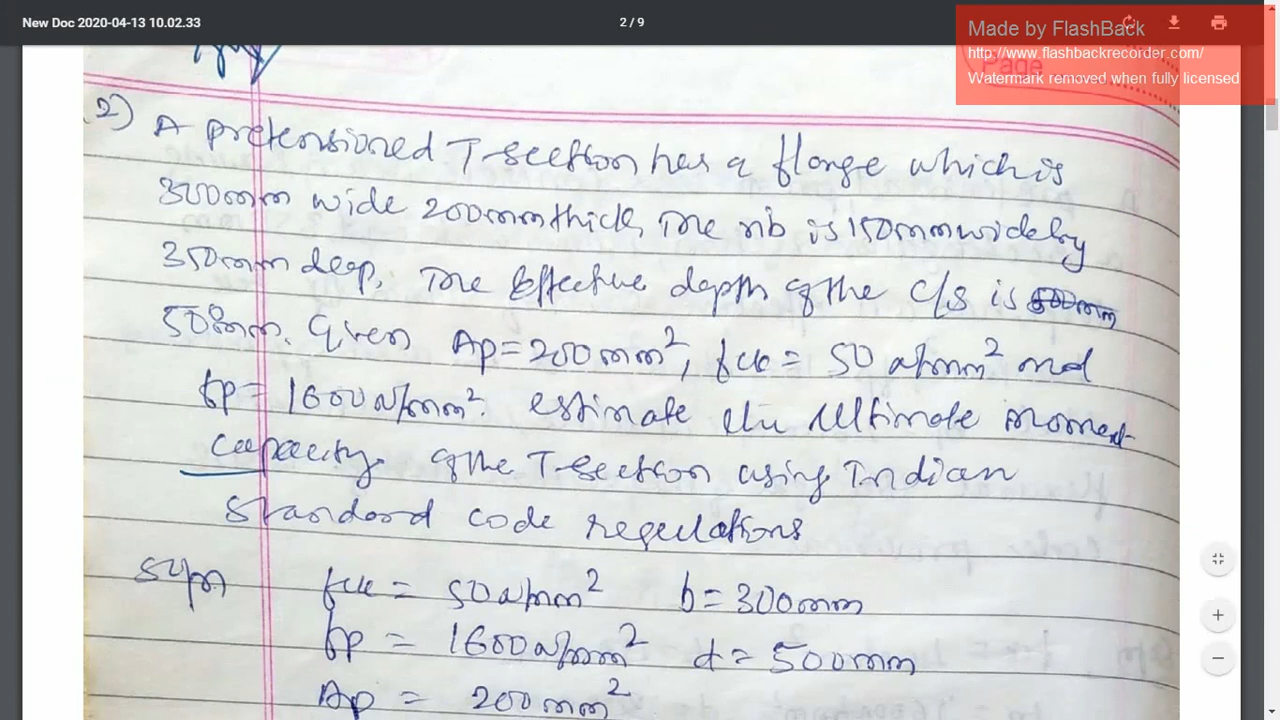 New Doc 2020-04-13 10.02.33
2 / 9
Made by FlashBack
http://www.flashbackrecorder.com/
Watermark removed when fully licensed
Page
2) A pretensioned T-section has a flange which is
300mm wide 200mm thick, The rib is 150mm wide by
350mm deep. The Effective depth of the c/s is 500mm
500mm. Given Ap = 200mm², fck = 50 N/mm² and
fp = 1600 N/mm². estimate the Ultimate moment
capacity of the T-section using Indian
standard code regulations
fck = 50 N/mm² b = 300mm
fp = 1600 N/mm² d = 500mm
Ap = 200mm²